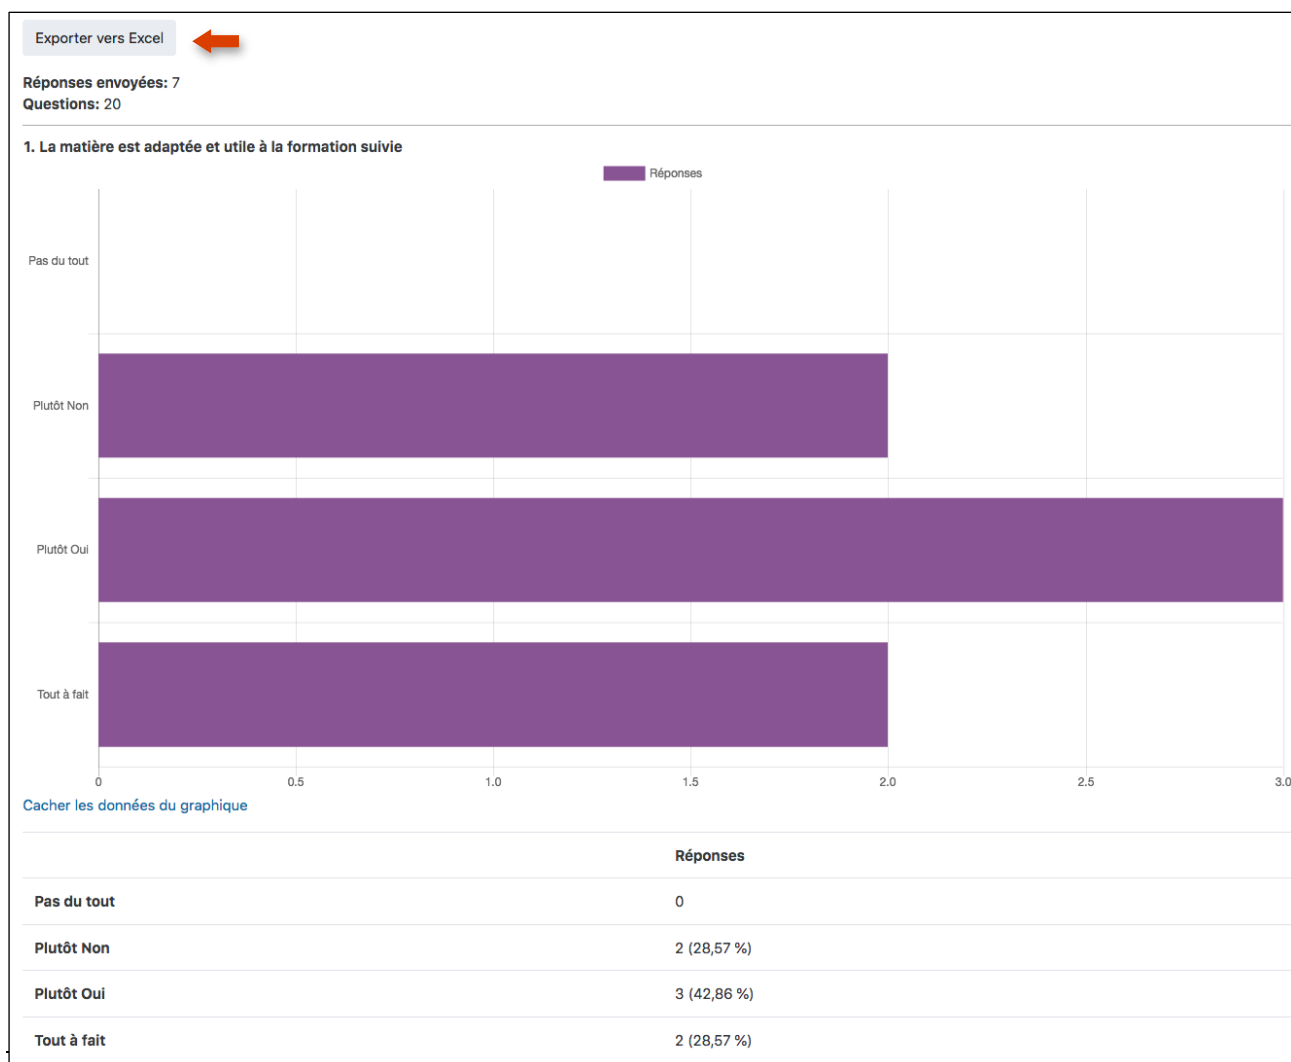 Exporter vers Excel
Réponses envoyées: 7
Questions: 20
1. La matière est adaptée et utile à la formation suivie
Réponses
Pas du tout
Plutôt Non
Plutôt Oui
Tout à fait
0 0.5 1.0 1.5 2.0 2.5 3.0
Cacher les données du graphique
Réponses
Pas du tout 0
Plutôt Non 2 (28,57 %)
Plutôt Oui 3 (42,86 %)
Tout à fait 2 (28,57 %)